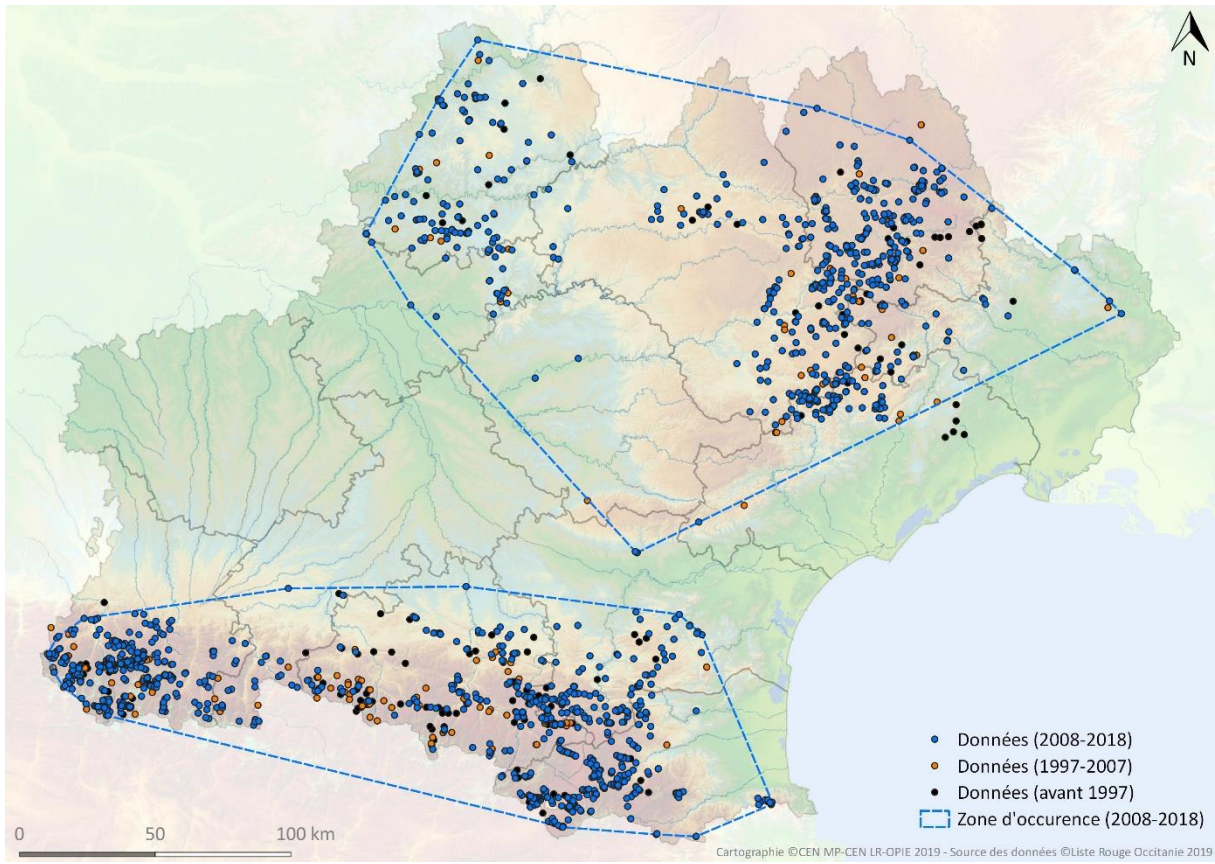 N
Données (2008-2018)
Données (1997-2007)
Données (avant 1997)
Zone d'occurence (2008-2018)
0 50 100 km
Cartographie ©CEN MP-CEN LR-OPIE 2019 - Source des données ©Liste Rouge Occitanie 2019